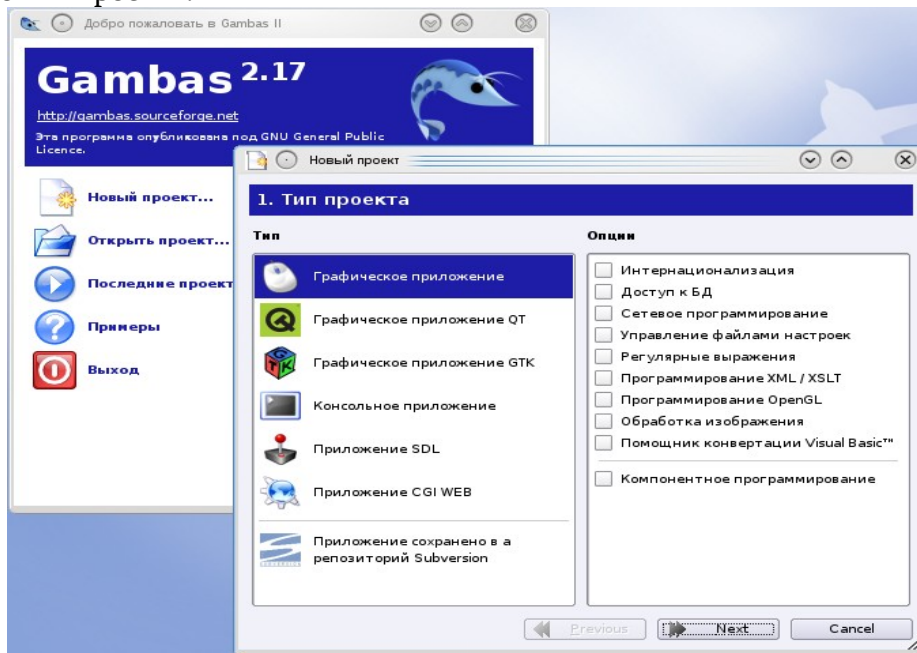 Добро пожаловать в Gambas II
Gambas 2.17
http://gambas.sourceforge.net
Эта программа опубликована под GNU General Public
Licence.
Новый проект...
Открыть проект...
Последние проект
Примеры
Выход
Новый проект
1. Тип проекта
Тип
Графическое приложение
Графическое приложение QT
Графическое приложение GTK
Консольное приложение
Приложение SDL
Приложение CGI WEB
Приложение сохранено в а
репозиторий Subversion
Опции
Интернационализация
Доступ к БД
Сетевое программирование
Управление файлами настроек
Регулярные выражения
Программирование XML / XSLT
Программирование OpenGL
Обработка изображения
Помощник конвертации Visual Basic™
Компонентное программирование
Previous
Next
Cancel